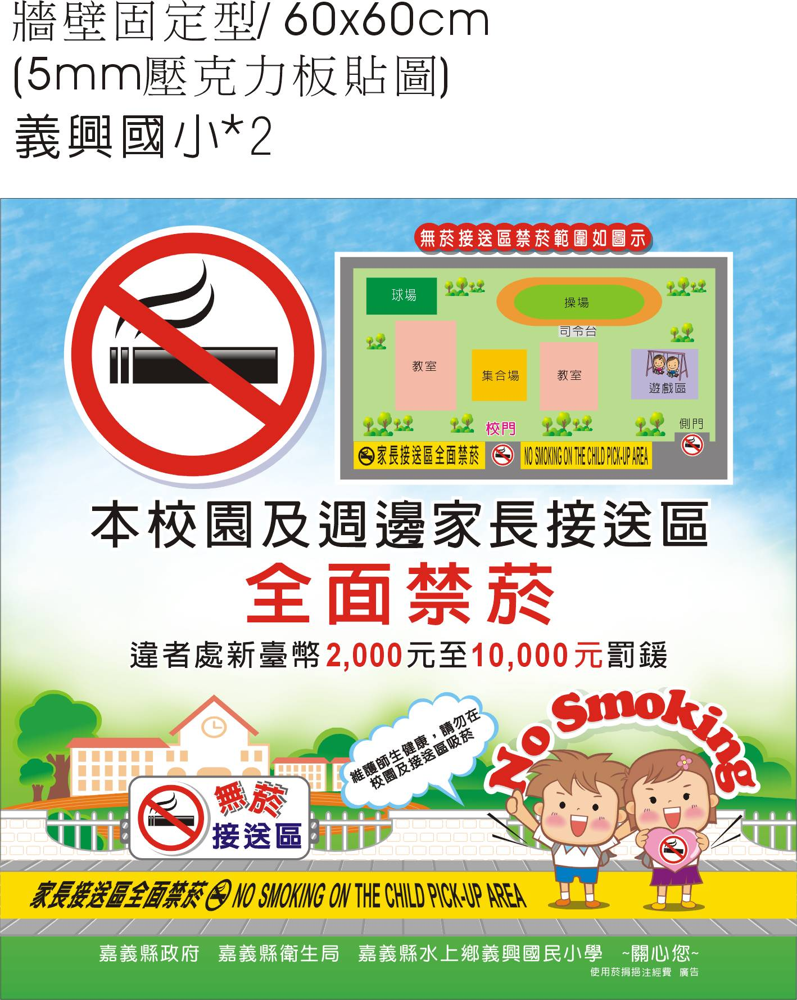 牆壁固定型/ 60x60cm
(5mm壓克力板貼圖)
義興國小*2
無菸接送區禁菸範圍如圖示
球場
操場
司令台
教室
集合場
教室
遊戲區
校門
側門
家長接送區全面禁菸
NO SMOKING ON THE CHILD PICK-UP AREA
本校園及週邊家長接送區
全面禁菸
違者處新臺幣2,000元至10,000元罰鍰
No Smoking
維護師生健康，請勿在
校園及接送區吸菸
無菸
接送區
家長接送區全面禁菸 NO SMOKING ON THE CHILD PICK-UP AREA
嘉義縣政府 嘉義縣衛生局 嘉義縣水上鄉義興國民小學 ~關心您~
使用菸捐挹注經費 廣告